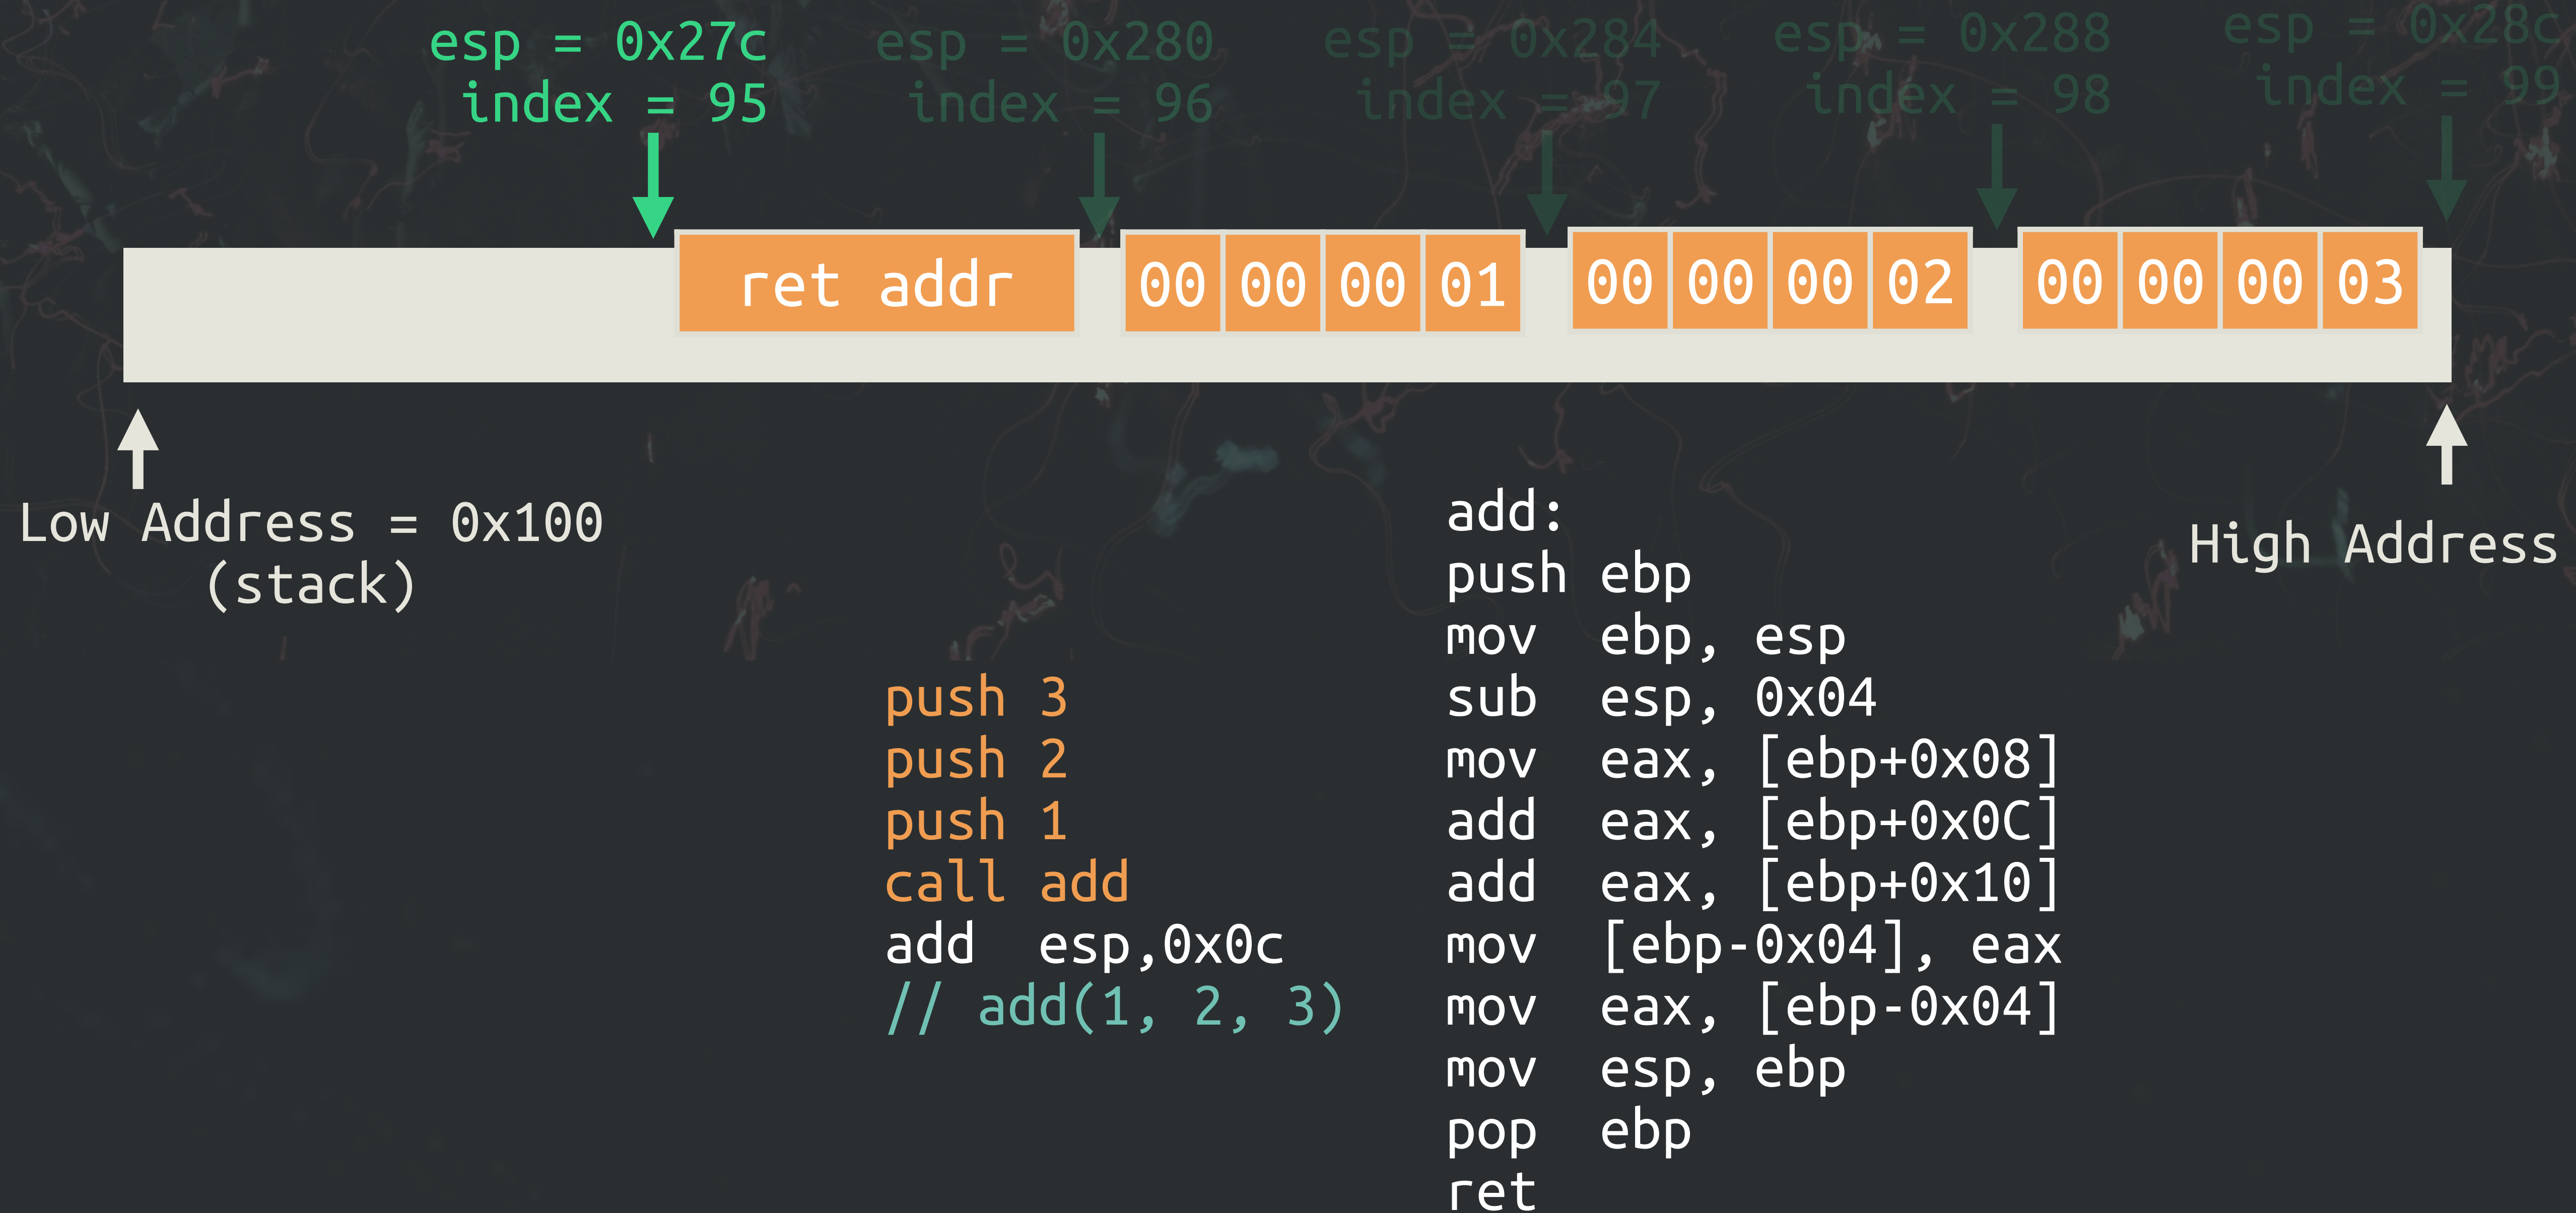 esp = 0x27c
index = 95
esp = 0x280
index = 96
esp = 0x284
index = 97
esp = 0x288
index = 98
esp = 0x28c
index = 99
ret addr
00 00 00 01
00 00 00 02
00 00 00 03
Low Address = 0x100
(stack)
High Address
push 3
push 2
push 1
call add
add  esp,0x0c
// add(1, 2, 3)
add:
push ebp
mov  ebp, esp
sub  esp, 0x04
mov  eax, [ebp+0x08]
add  eax, [ebp+0x0C]
add  eax, [ebp+0x10]
mov  [ebp-0x04], eax
mov  eax, [ebp-0x04]
mov  esp, ebp
pop  ebp
ret